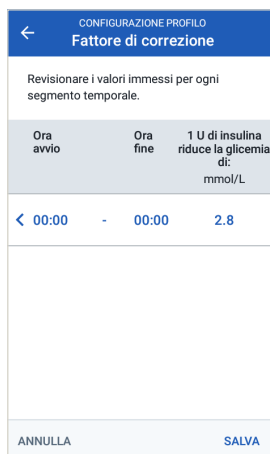 CONFIGURAZIONE PROFILO
Fattore di correzione
Revisionare i valori immessi per ogni
segmento temporale.
Ora avvio
Ora fine
1 U di insulina
riduce la glicemia
di:
mmol/L
00:00 - 00:00 2.8
ANNULLA SALVA